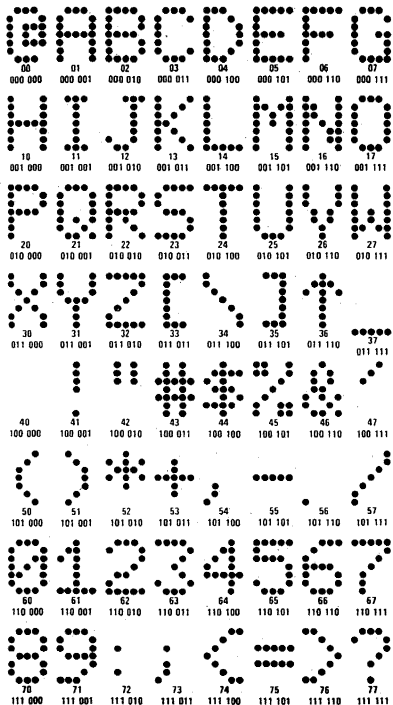 @ A B C D E F G
00 01 02 03 04 05 06 07
000 000 000 001 000 010 000 011 000 100 000 101 000 110 000 111
H I J K L M N O
10 11 12 13 14 15 16 17
001 000 001 001 001 010 001 011 001 100 001 101 001 110 001 111
P Q R S T U V W
20 21 22 23 24 25 26 27
010 000 010 001 010 010 010 011 010 100 010 101 010 110 010 111
X Y Z [ \ ] ↑ _
30 31 32 33 34 35 36 37
011 000 011 001 011 010 011 011 011 100 011 101 011 110 011 111
! " # $ % & '
40 41 42 43 44 45 46 47
100 000 100 001 100 010 100 011 100 100 100 101 100 110 100 111
( ) * + , - . /
50 51 52 53 54 55 56 57
101 000 101 001 101 010 101 011 101 100 101 101 101 110 101 111
0 1 2 3 4 5 6 7
60 61 62 63 64 65 66 67
110 000 110 001 110 010 110 011 110 100 110 101 110 110 110 111
8 9 : ; < = > ?
70 71 72 73 74 75 76 77
111 000 111 001 111 010 111 011 111 100 111 101 111 110 111 111